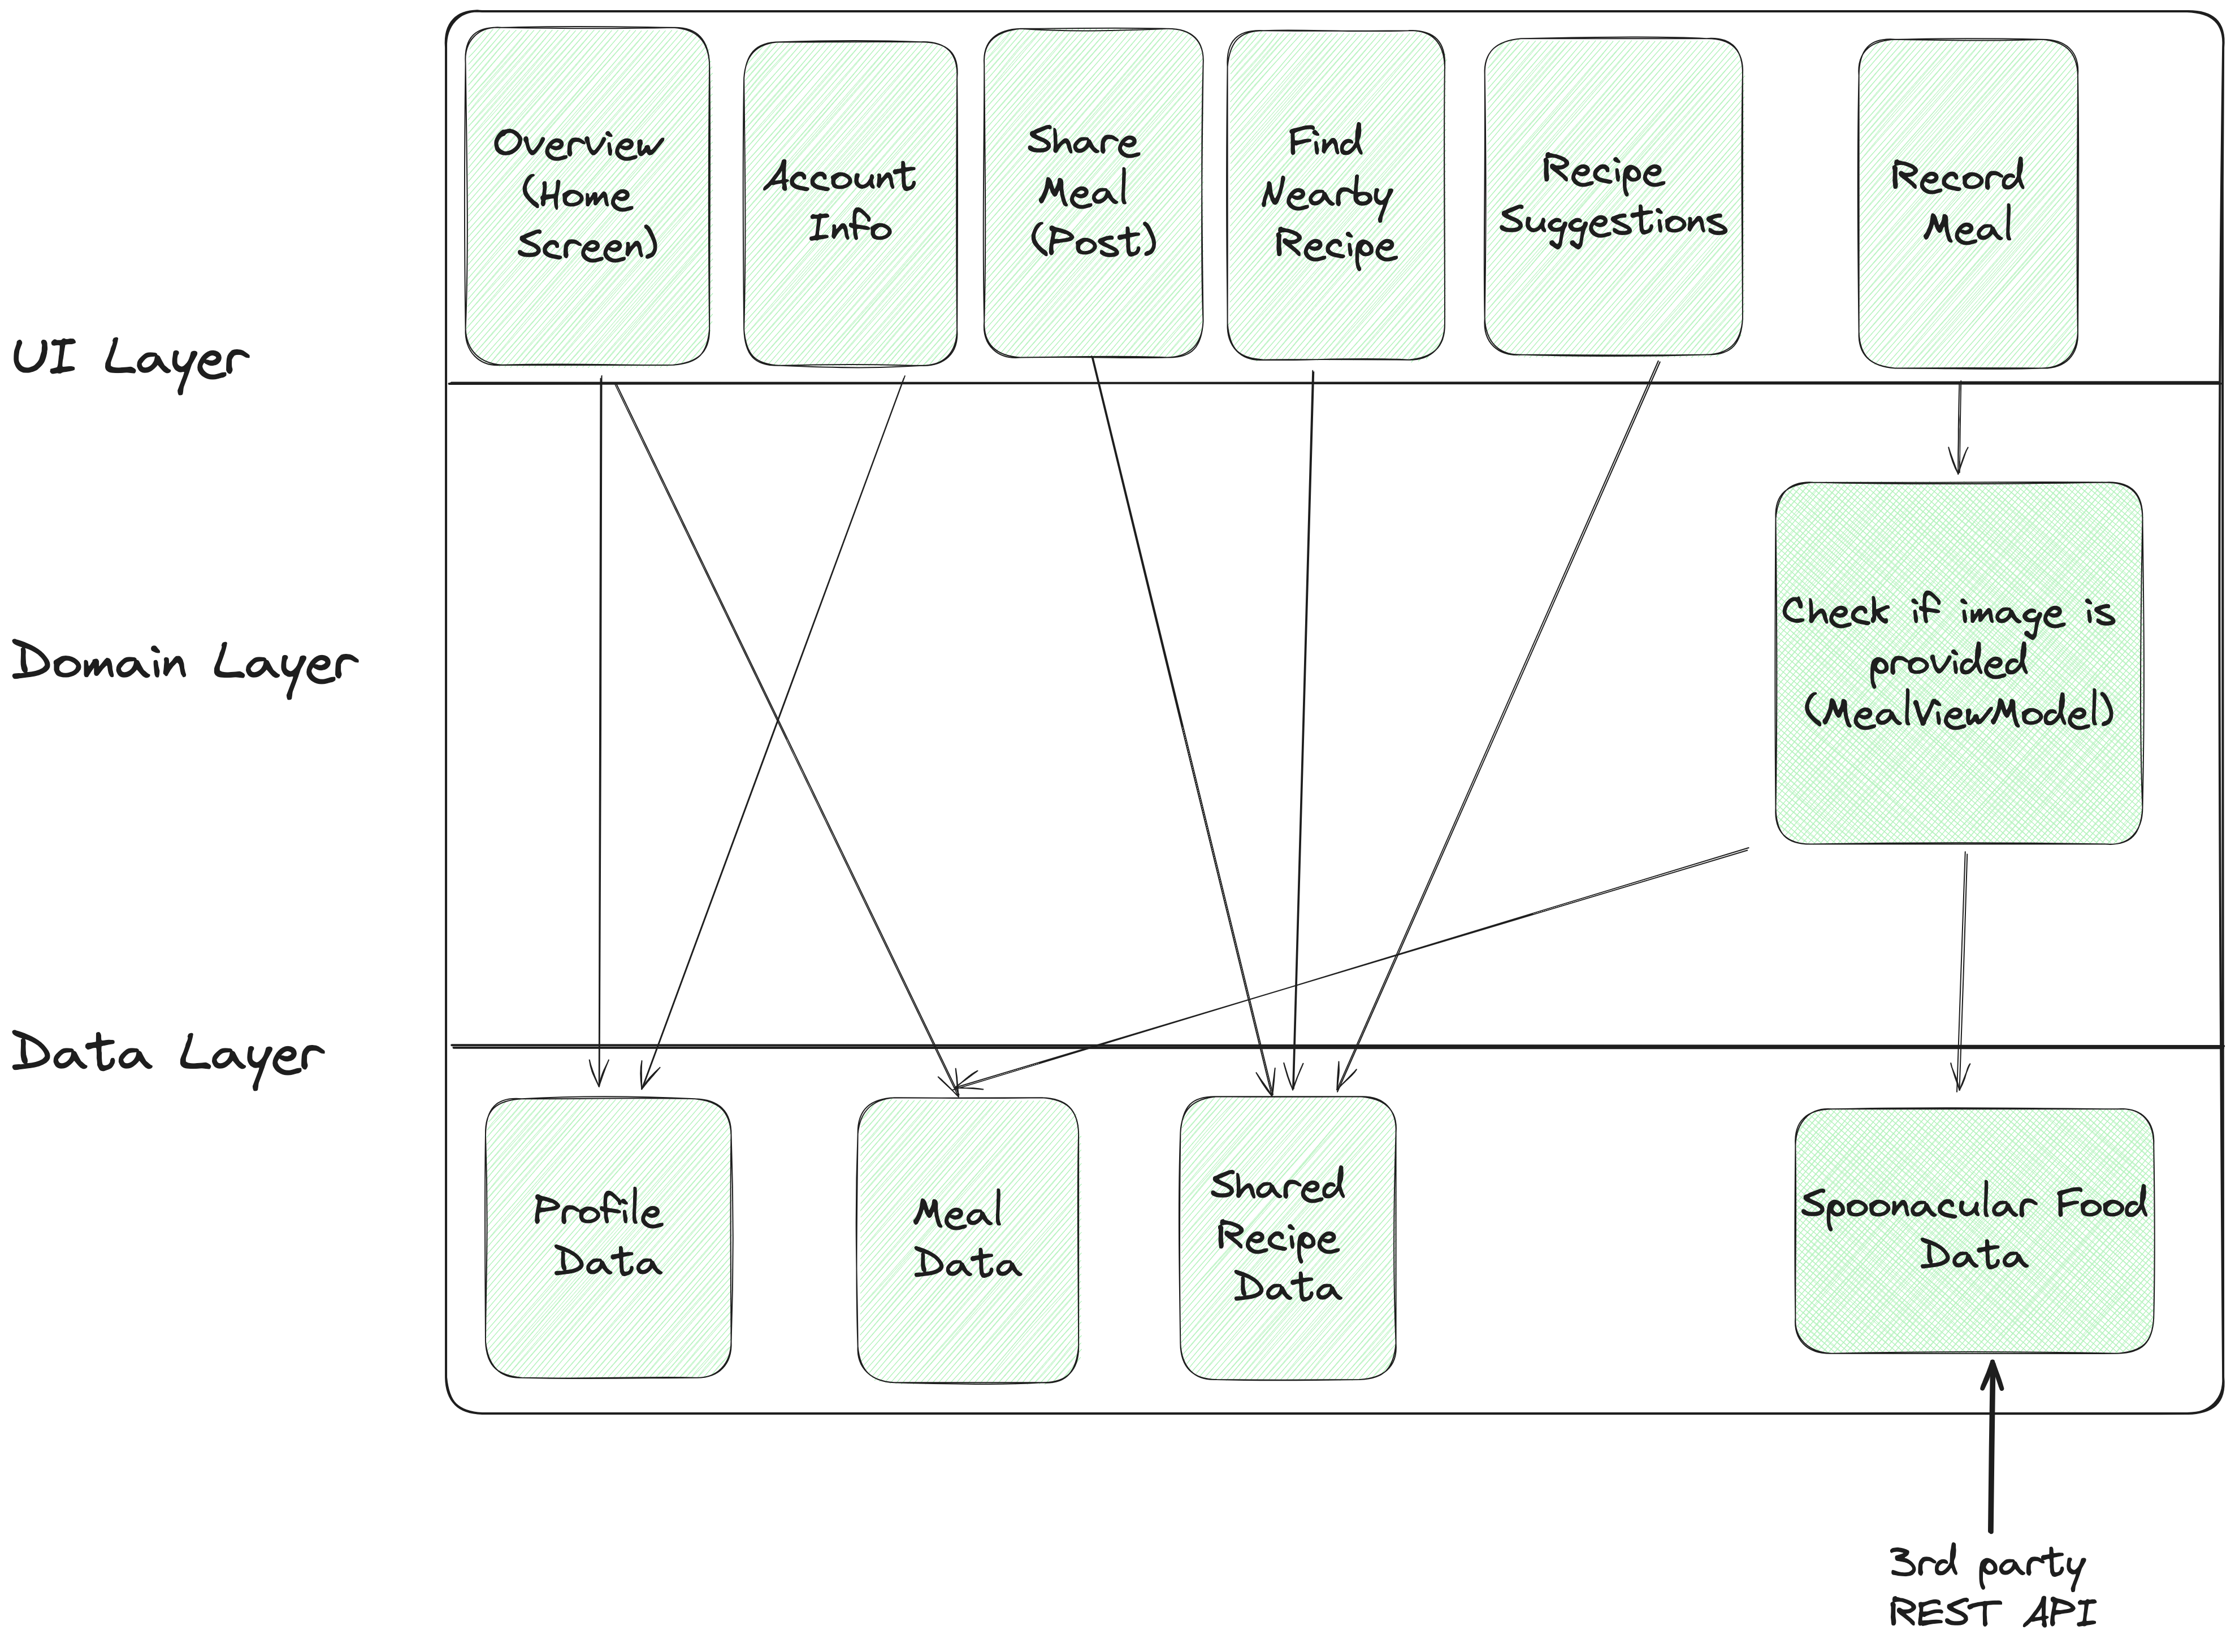 Overview
(Home
Screen)
Account
Info
Share
Meal
(Post)
Find
Nearby
Recipe
Recipe
Suggestions
Record
Meal
UI Layer
Domain Layer
Check if image is
provided
(MealViewModel)
Data Layer
Profile
Data
Meal
Data
Shared
Recipe
Data
Spoonacular Food
Data
3rd party
REST API